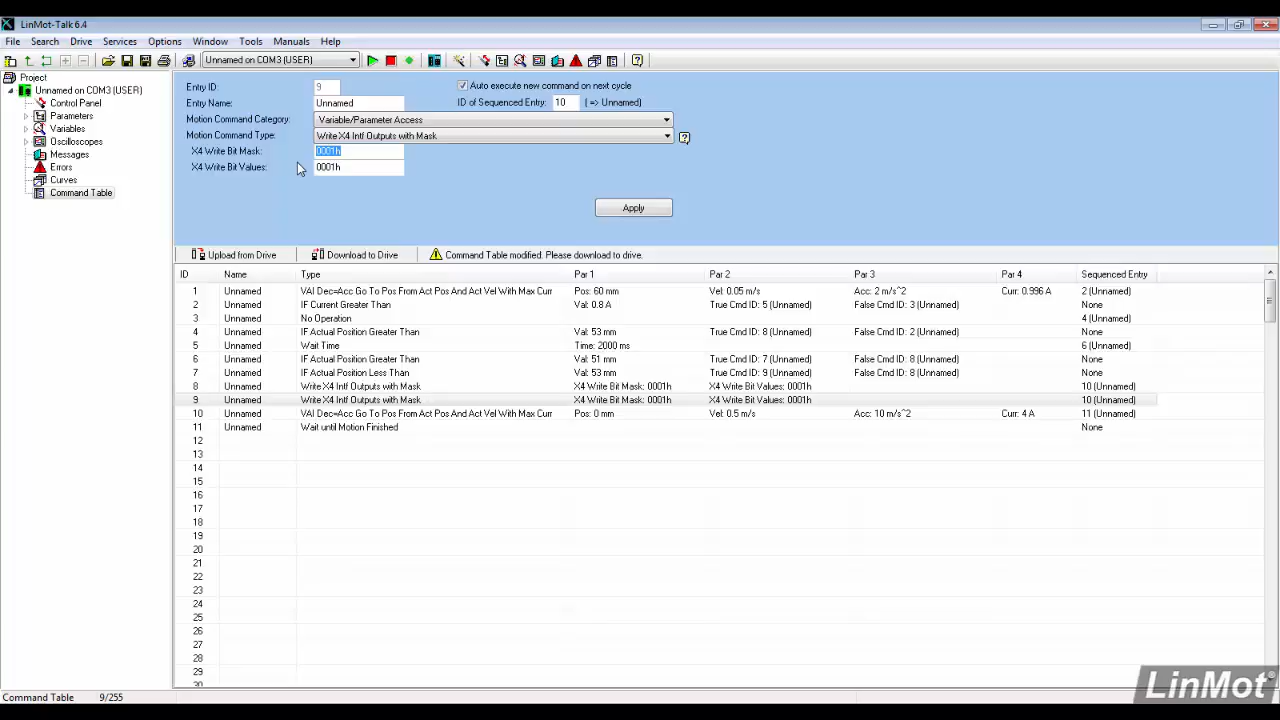 LinMot-Talk 6.4
File Search Drive Services Options Window Tools Manuals Help
Unnamed on COM3 (USER)
Project
Unnamed on COM3 (USER)
Control Panel
Parameters
Variables
Oscilloscopes
Messages
Errors
Curves
Command Table
Entry ID: 9
Auto execute new command on next cycle
Entry Name: Unnamed
ID of Sequenced Entry: 10 ( => Unnamed)
Motion Command Category: Variable/Parameter Access
Motion Command Type: Write X4 Intf Outputs with Mask
X4 Write Bit Mask: 0001h
X4 Write Bit Values: 0001h
Apply
Upload from Drive Download to Drive Command Table modified. Please download to drive.
ID Name Type Par 1 Par 2 Par 3 Par 4 Sequenced Entry
1 Unnamed VAI Dec=Acc Go To Pos From Act Pos And Act Vel With Max Curr Pos: 60 mm Vel: 0.05 m/s Acc: 2 m/s^2 Curr: 0.996 A 2 (Unnamed)
2 Unnamed IF Current Greater Than Val: 0.8 A True Cmd ID: 5 (Unnamed) False Cmd ID: 3 (Unnamed) None
3 Unnamed No Operation 4 (Unnamed)
4 Unnamed IF Actual Position Greater Than Val: 53 mm True Cmd ID: 8 (Unnamed) False Cmd ID: 2 (Unnamed) None
5 Unnamed Wait Time Time: 2000 ms 6 (Unnamed)
6 Unnamed IF Actual Position Greater Than Val: 51 mm True Cmd ID: 7 (Unnamed) False Cmd ID: 8 (Unnamed) None
7 Unnamed IF Actual Position Less Than Val: 53 mm True Cmd ID: 9 (Unnamed) False Cmd ID: 8 (Unnamed) None
8 Unnamed Write X4 Intf Outputs with Mask X4 Write Bit Mask: 0001h X4 Write Bit Values: 0001h 10 (Unnamed)
9 Unnamed Write X4 Intf Outputs with Mask X4 Write Bit Mask: 0001h X4 Write Bit Values: 0001h 10 (Unnamed)
10 Unnamed VAI Dec=Acc Go To Pos From Act Pos And Act Vel With Max Curr Pos: 0 mm Vel: 0.5 m/s Acc: 10 m/s^2 Curr: 4 A 11 (Unnamed)
11 Unnamed Wait until Motion Finished None
12
13
14
15
16
17
18
19
20
21
22
23
24
25
26
27
28
29
30
Command Table 9/255
LinMot®